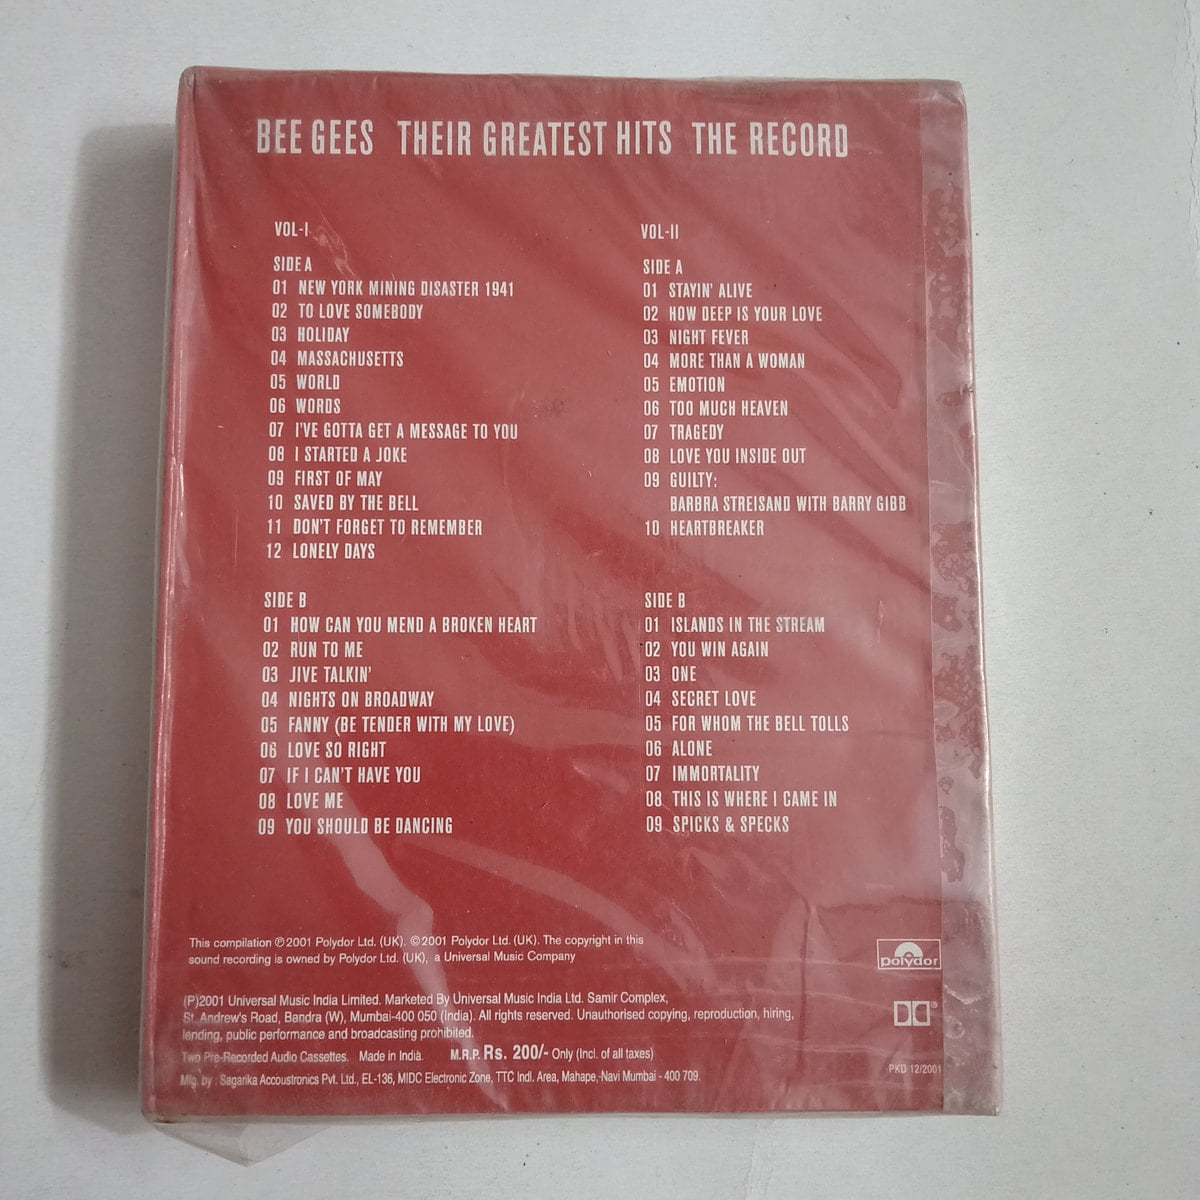 BEE GEES THEIR GREATEST HITS THE RECORD
VOL-I
SIDE A
01 NEW YORK MINING DISASTER 1941
02 TO LOVE SOMEBODY
03 HOLIDAY
04 MASSACHUSETTS
05 WORLD
06 WORDS
07 I'VE GOTTA GET A MESSAGE TO YOU
08 I STARTED A JOKE
09 FIRST OF MAY
10 SAVED BY THE BELL
11 DON'T FORGET TO REMEMBER
12 LONELY DAYS
SIDE B
01 HOW CAN YOU MEND A BROKEN HEART
02 RUN TO ME
03 JIVE TALKIN'
04 NIGHTS ON BROADWAY
05 FANNY (BE TENDER WITH MY LOVE)
06 LOVE SO RIGHT
07 IF I CAN'T HAVE YOU
08 LOVE ME
09 YOU SHOULD BE DANCING
VOL-II
SIDE A
01 STAYIN' ALIVE
02 HOW DEEP IS YOUR LOVE
03 NIGHT FEVER
04 MORE THAN A WOMAN
05 EMOTION
06 TOO MUCH HEAVEN
07 TRAGEDY
08 LOVE YOU INSIDE OUT
09 GUILTY:
BARBRA STREISAND WITH BARRY GIBB
10 HEARTBREAKER
SIDE B
01 ISLANDS IN THE STREAM
02 YOU WIN AGAIN
03 ONE
04 SECRET LOVE
05 FOR WHOM THE BELL TOLLS
06 ALONE
07 IMMORTALITY
08 THIS IS WHERE I CAME IN
09 SPICKS & SPECKS
This compilation ℗2001 Polydor Ltd. (UK). ©2001 Polydor Ltd. (UK). The copyright in this
sound recording is owned by Polydor Ltd. (UK), a Universal Music Company
polydor
(P)2001 Universal Music India Limited. Marketed By Universal Music India Ltd. Samir Complex,
St. Andrew's Road, Bandra (W), Mumbai-400 050 (India). All rights reserved. Unauthorised copying, reproduction, hiring,
lending, public performance and broadcasting prohibited.
Two Pre-Recorded Audio Cassettes. Made in India. M.R.P. Rs. 200/- Only (Incl. of all taxes)
Mfg. by : Sagarika Accoustronics Pvt. Ltd., EL-136, MIDC Electronic Zone, TTC Indl. Area, Mahape,-Navi Mumbai - 400 709.
PKD 12/2001